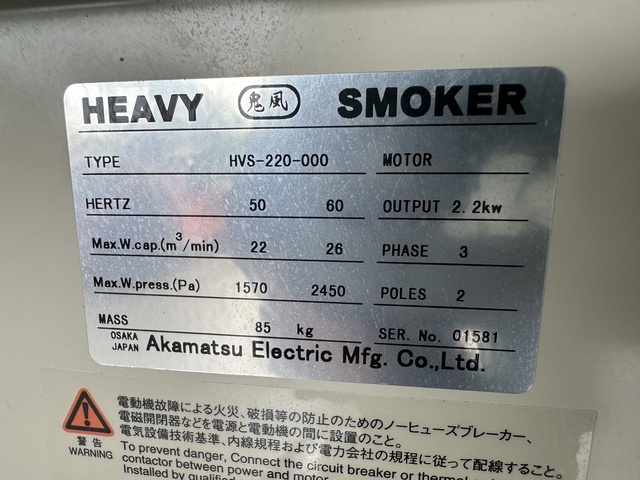 HEAVY 鬼風 SMOKER
TYPE HVS-220-000 MOTOR
HERTZ 50 60 OUTPUT 2.2kw
Max.W.cap.(m³/min) 22 26 PHASE 3
Max.W.press.(Pa) 1570 2450 POLES 2
MASS 85 kg SER. No. 01581
OSAKA JAPAN Akamatsu Electric Mfg. Co.,Ltd.
警告
WARNING
電動機故障による火災、破損等の防止のためのノーヒューズブレーカー、
電磁開閉器などを電源と電動機の間に設置のこと。
電気設備技術基準、内線規程および電力会社の規程に従って配線すること。
To prevent danger, Connect the circuit breaker or thermal
contactor between power and motor
Installed by qualified